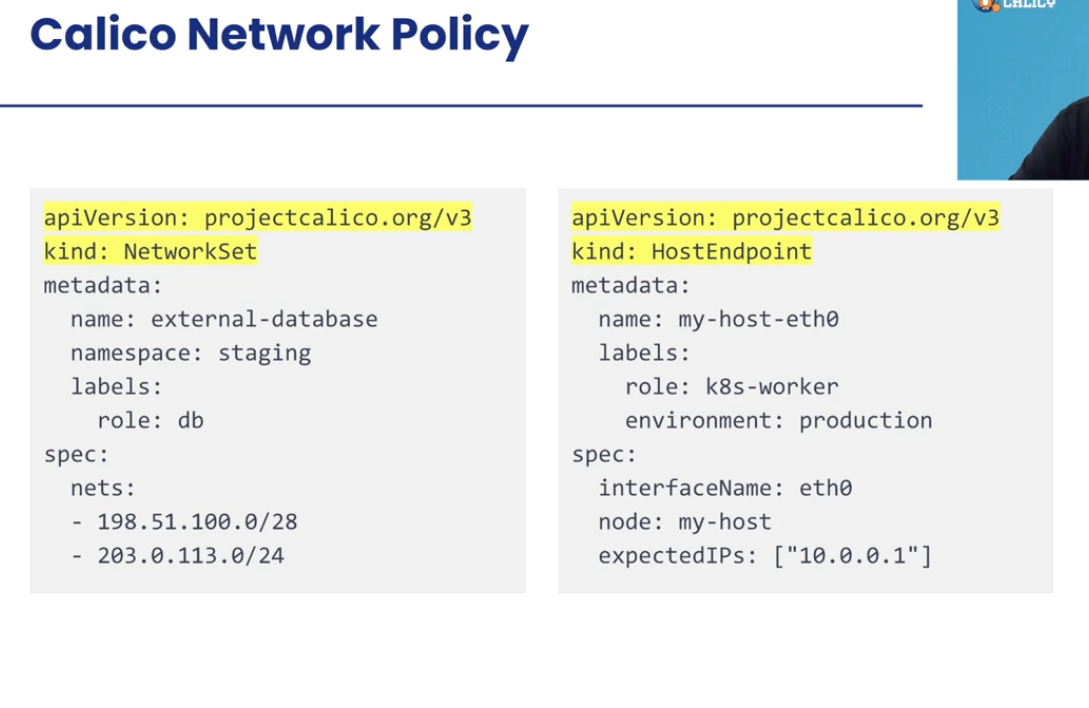 CALICO
Calico Network Policy
apiVersion: projectcalico.org/v3
kind: NetworkSet
metadata:
  name: external-database
  namespace: staging
  labels:
    role: db
spec:
  nets:
  - 198.51.100.0/28
  - 203.0.113.0/24
apiVersion: projectcalico.org/v3
kind: HostEndpoint
metadata:
  name: my-host-eth0
  labels:
    role: k8s-worker
    environment: production
spec:
  interfaceName: eth0
  node: my-host
  expectedIPs: ["10.0.0.1"]